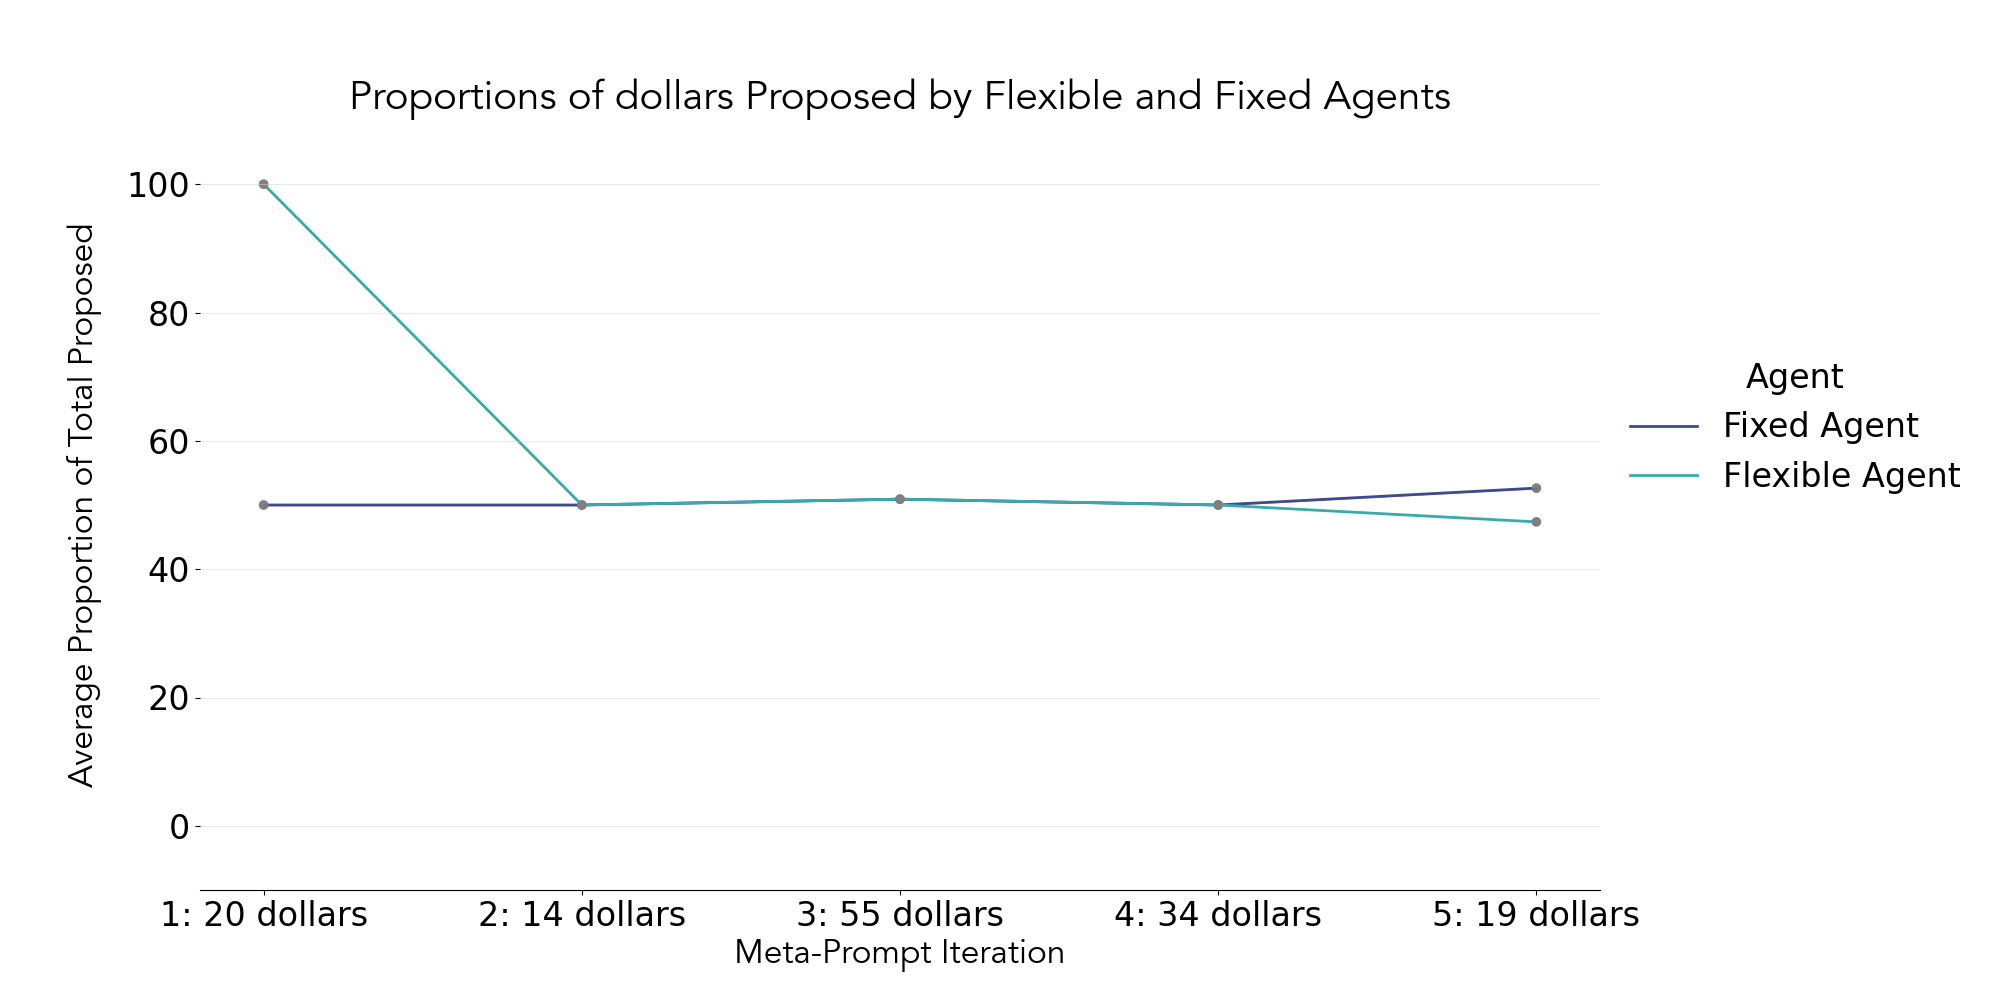 Proportions of dollars Proposed by Flexible and Fixed Agents
Average Proportion of Total Proposed
100
80
60
40
20
0
1: 20 dollars
2: 14 dollars
3: 55 dollars
4: 34 dollars
5: 19 dollars
Meta-Prompt Iteration
Agent
Fixed Agent
Flexible Agent